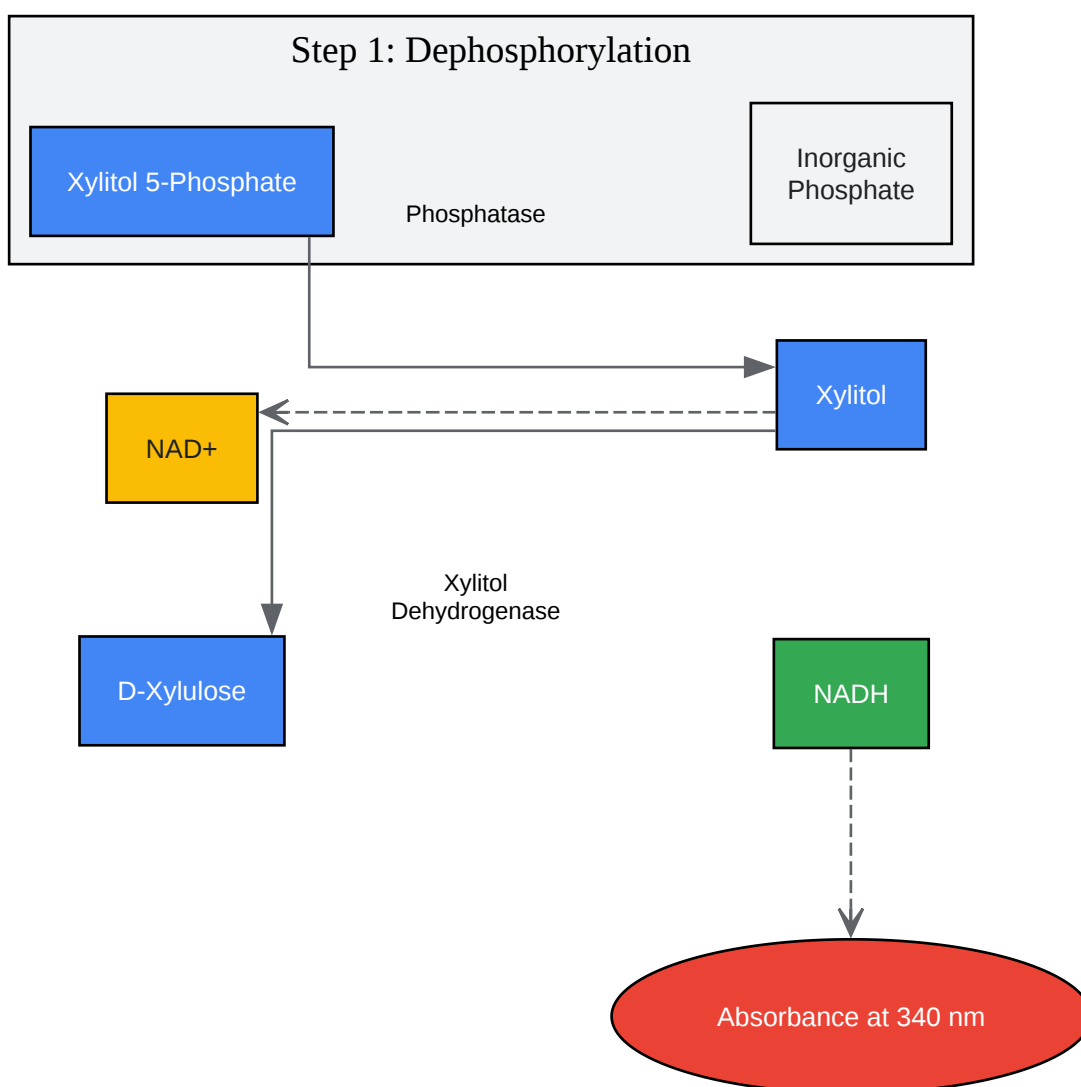 Step 1: Dephosphorylation
Xylitol 5-Phosphate
Inorganic
Phosphate
Phosphatase
Xylitol
NAD+
Xylitol
Dehydrogenase
D-Xylulose
NADH
Absorbance at 340 nm